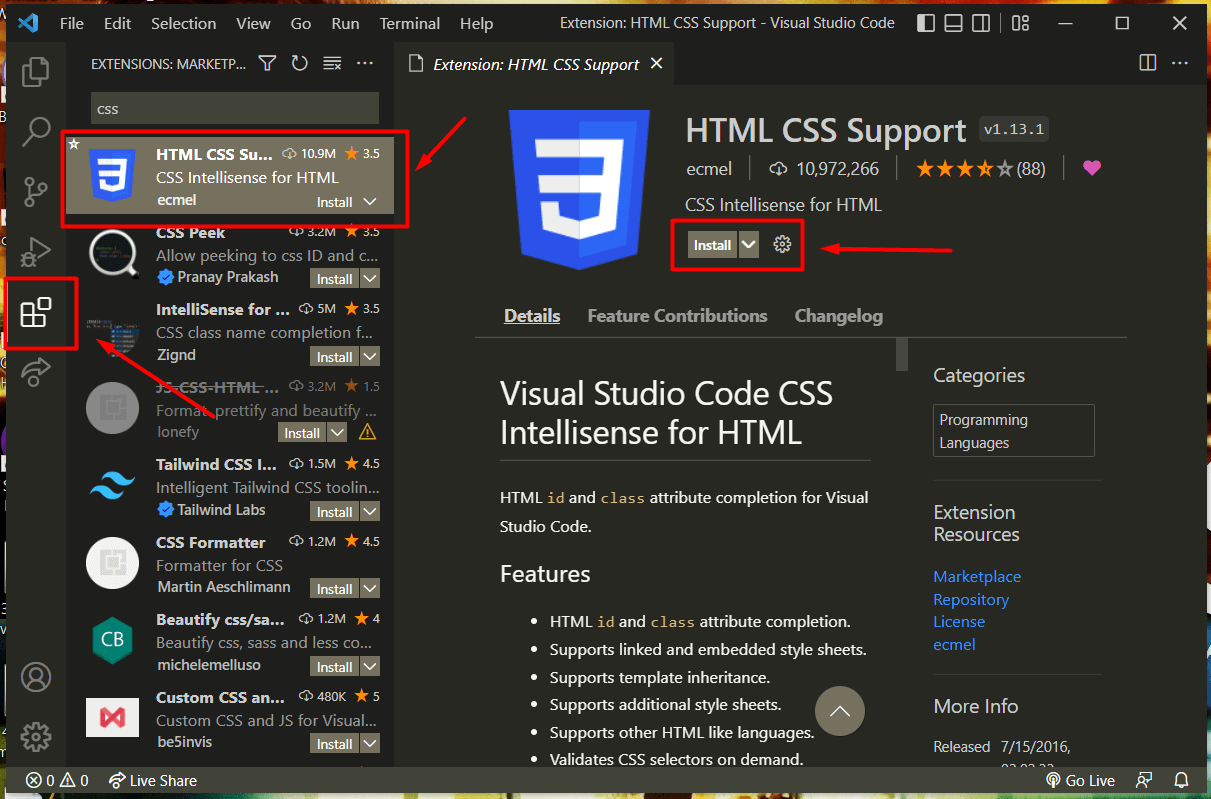 File Edit Selection View Go Run Terminal Help Extension: HTML CSS Support - Visual Studio Code
EXTENSIONS: MARKETP...
css
HTML CSS Su... 10.9M 3.5
CSS Intellisense for HTML
ecmel Install
CSS Peek 3.2M 3.5
Allow peeking to css ID and c...
Pranay Prakash Install
IntelliSense for ... 5M 3.5
CSS class name completion f...
Zignd Install
JS-CSS-HTML ... 3.2M 1.5
Format, prettify and beautify ...
lonefy Install
Tailwind CSS I... 1.5M 4.5
Intelligent Tailwind CSS toolin...
Tailwind Labs Install
CSS Formatter 1.2M 4.5
Formatter for CSS
Martin Aeschlimann Install
CB
Beautify css/sa... 1.2M 4
Beautify css, sass and less co...
michelemelluso Install
Custom CSS an... 480K 5
Custom CSS and JS for Visual...
be5invis Install
Extension: HTML CSS Support
HTML CSS Support v1.13.1
ecmel 10,972,266 (88)
CSS Intellisense for HTML
Install
Details Feature Contributions Changelog
Visual Studio Code CSS
Intellisense for HTML
HTML id and class attribute completion for Visual
Studio Code.
Features
• HTML id and class attribute completion.
• Supports linked and embedded style sheets.
• Supports template inheritance.
• Supports additional style sheets.
• Supports other HTML like languages.
• Validates CSS selectors on demand.
Categories
Programming
Languages
Extension
Resources
Marketplace
Repository
License
ecmel
More Info
Released 7/15/2016,
0 0 Live Share Go Live